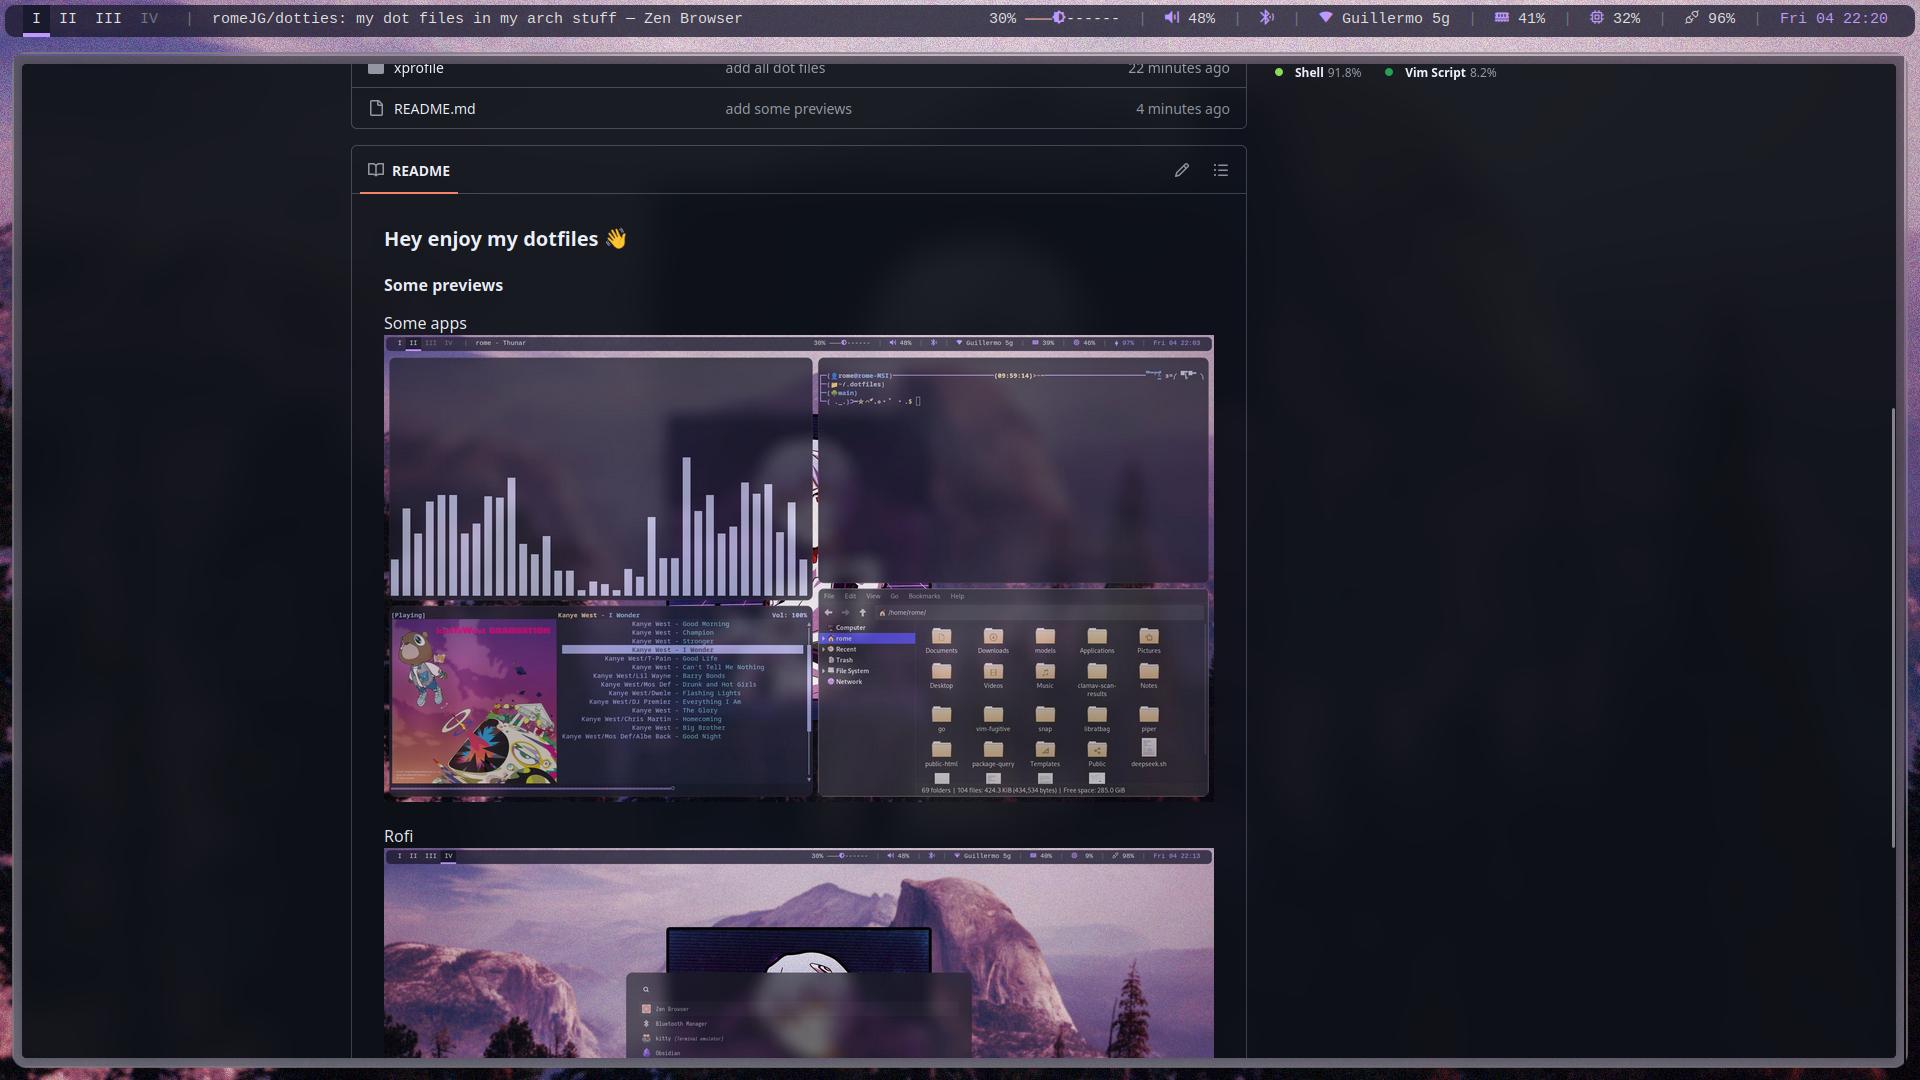 I II III IV | romeJG/dotties: my dot files in my arch stuff — Zen Browser 30% ------ | 48% | | Guillermo 5g | 41% | 32% | 96% | Fri 04 22:20
xprofile add all dot files 22 minutes ago
Shell 91.8% Vim Script 8.2%
README.md add some previews 4 minutes ago
README
Hey enjoy my dotfiles 👋
Some previews
Some apps
I II III IV | rome - Thunar 30% ------ | 48% | | Guillermo 5g | 39% | 46% | 97% | Fri 04 22:03
(rome@rome-MSI) (09:59:14)
(~/.dotfiles)
(main)
[Playing] Kanye West - I Wonder Vol: 100%
KanyeWest GRADUATION
Kanye West - Good Morning
Kanye West - Champion
Kanye West - Stronger
Kanye West - I Wonder
Kanye West/T-Pain - Good Life
Kanye West - Can't Tell Me Nothing
Kanye West/Lil Wayne - Barry Bonds
Kanye West/Mos Def - Drunk and Hot Girls
Kanye West/Dwele - Flashing Lights
Kanye West/DJ Premier - Everything I Am
Kanye West - The Glory
Kanye West/Chris Martin - Homecoming
Kanye West - Big Brother
Kanye West/Mos Def/Albe Back - Good Night
File Edit View Go Bookmarks Help
/home/rome/
Computer
rome
Recent
Trash
File System
Network
Documents Downloads models Applications Pictures
Desktop Videos Music clamav-scan-results Notes
go vim-fugitive snap libratbag piper
public-html package-query Templates Public deepseek.sh
69 folders | 104 files: 424.3 KiB (434,534 bytes) | Free space: 285.0 GiB
Rofi
I II III IV 30% ------ | 48% | | Guillermo 5g | 40% | 9% | 98% | Fri 04 22:13
Zen Browser
Bluetooth Manager
kitty (Terminal emulator)
Obsidian